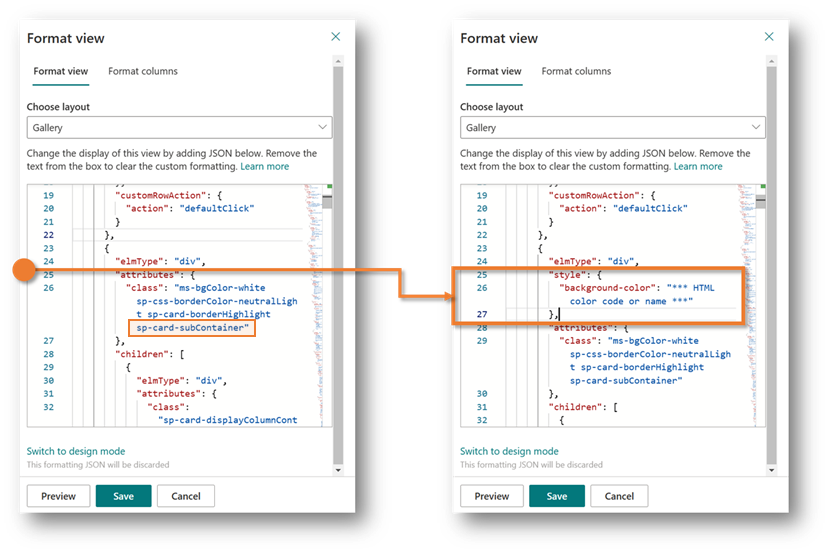 Format view
Format view
Format columns
Choose layout
Gallery
Change the display of this view by adding JSON below. Remove the
text from the box to clear the custom formatting. Learn more
19 "customRowAction": {
20 "action": "defaultClick"
21 }
22 },
23 {
24 "elmType": "div",
25 "attributes": {
26 "class": "ms-bgColor-white
sp-css-borderColor-neutralLigh
t sp-card-borderHighlight
sp-card-subContainer"
27 },
28 "children": [
29 {
30 "elmType": "div",
31 "attributes": {
32 "class":
"sp-card-displayColumnCont
Switch to design mode
This formatting JSON will be discarded
Preview
Save
Cancel
Format view
Format view
Format columns
Choose layout
Gallery
Change the display of this view by adding JSON below. Remove the
text from the box to clear the custom formatting. Learn more
19 "customRowAction": {
20 "action": "defaultClick"
21 }
22 },
23 {
24 "elmType": "div",
25 "style": {
26 "background-color": "*** HTML
color code or name ***"
27 },
28 "attributes": {
29 "class": "ms-bgColor-white
sp-css-borderColor-neutralLigh
t sp-card-borderHighlight
sp-card-subContainer"
30 },
31 "children": [
32 {
Switch to design mode
This formatting JSON will be discarded
Preview
Save
Cancel